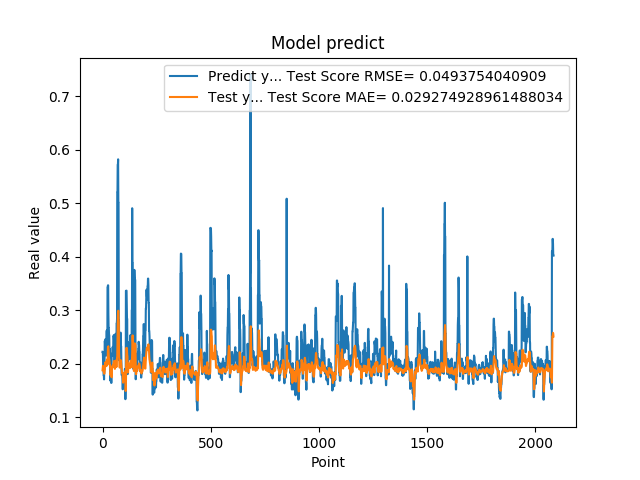 Model predict
Predict y... Test Score RMSE= 0.0493754040909
Test y... Test Score MAE= 0.029274928961488034
0.7
0.6
0.5
0.4
0.3
0.2
0.1
Real value
0 500 1000 1500 2000
Point